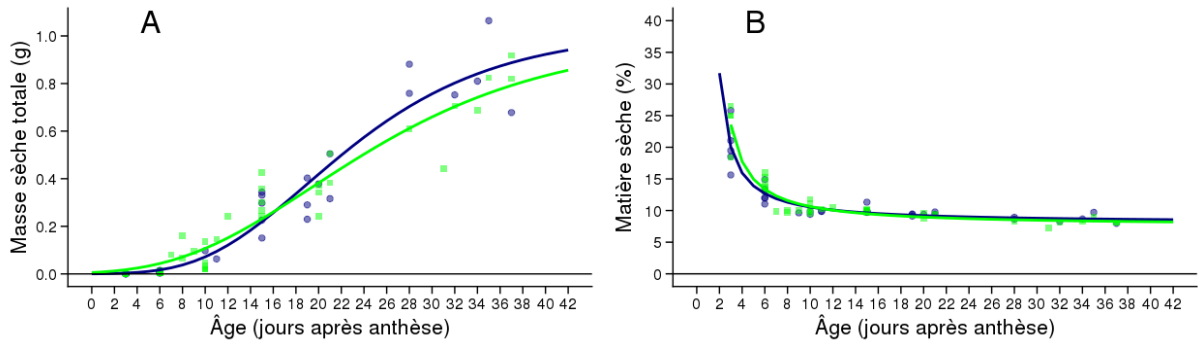 A
Masse sèche totale (g)
1.0
0.8
0.6
0.4
0.2
0.0
0 2 4 6 8 10 12 14 16 18 20 22 24 26 28 30 32 34 36 38 40 42
Âge (jours après anthèse)
B
Matière sèche (%)
40
35
30
25
20
15
10
5
0
0 2 4 6 8 10 12 14 16 18 20 22 24 26 28 30 32 34 36 38 40 42
Âge (jours après anthèse)